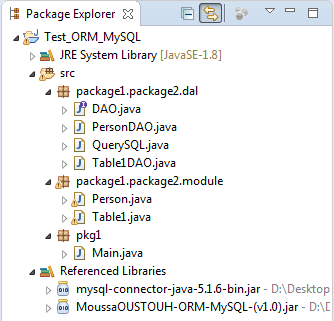 Package Explorer
Test_ORM_MySQL
JRE System Library [JavaSE-1.8]
src
package1.package2.dal
DAO.java
PersonDAO.java
QuerySQL.java
Table1DAO.java
package1.package2.module
Person.java
Table1.java
pkg1
Main.java
Referenced Libraries
mysql-connector-java-5.1.6-bin.jar - D:\Desktop
MoussaOUSTOUH-ORM-MySQL-(v1.0).jar - D:\